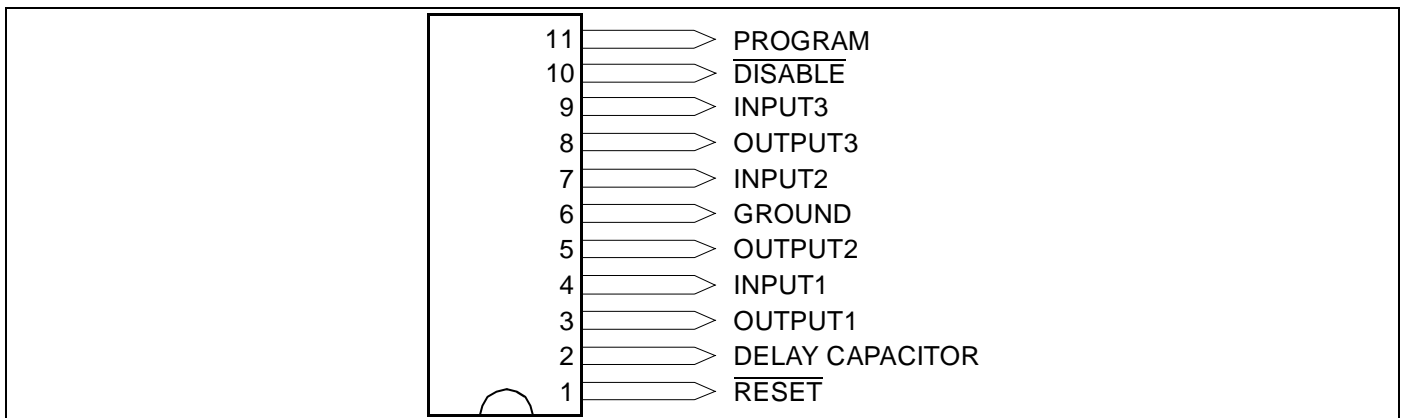 11 PROGRAM
10 DISABLE
9 INPUT3
8 OUTPUT3
7 INPUT2
6 GROUND
5 OUTPUT2
4 INPUT1
3 OUTPUT1
2 DELAY CAPACITOR
1 RESET